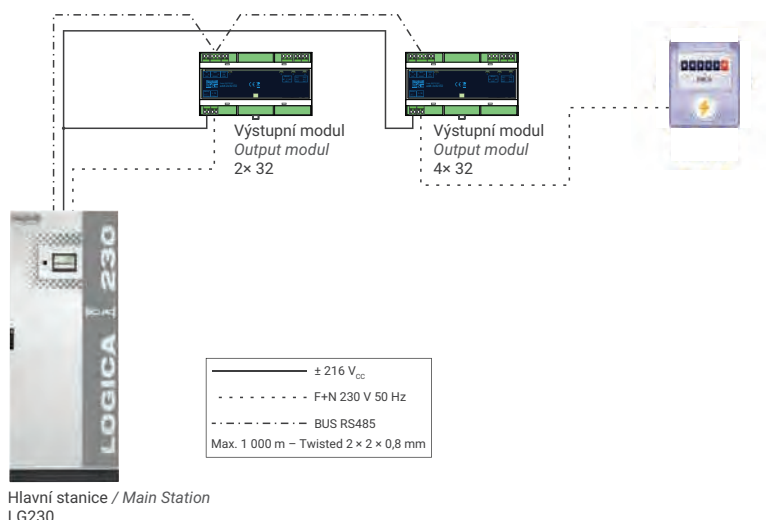 Výstupní modul
Output modul
2× 32
Výstupní modul
Output modul
4× 32
LOGICA 230
± 216 Vcc
F+N 230 V 50 Hz
BUS RS485
Max. 1 000 m – Twisted 2 × 2 × 0,8 mm
Hlavní stanice / Main Station
LG230